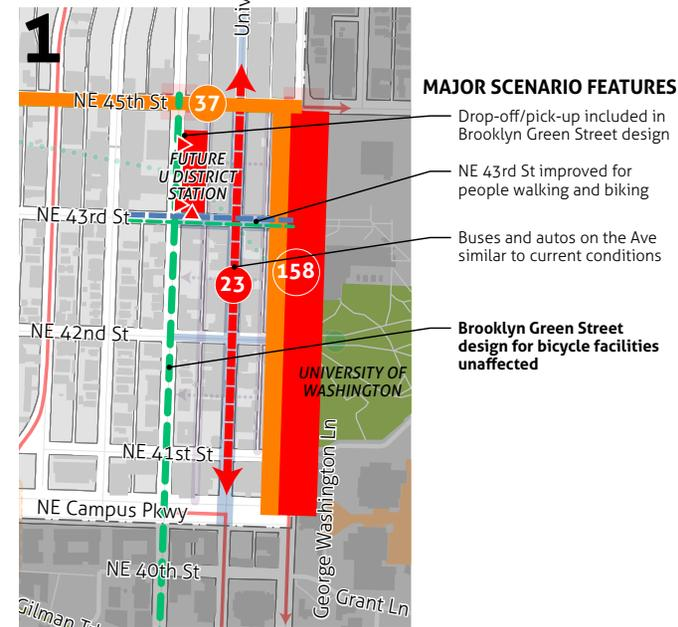 1
Univ
MAJOR SCENARIO FEATURES
NE 45th St
37
Drop-off/pick-up included in
Brooklyn Green Street design
FUTURE
U DISTRICT
STATION
NE 43rd St improved for
people walking and biking
NE 43rd St
Buses and autos on the Ave
similar to current conditions
23
158
NE 42nd St
Brooklyn Green Street
design for bicycle facilities
unaffected
UNIVERSITY OF
WASHINGTON
NE 41st St
NE Campus Pkwy
George Washington Ln
NE 40th St
Grant Ln
Gilman